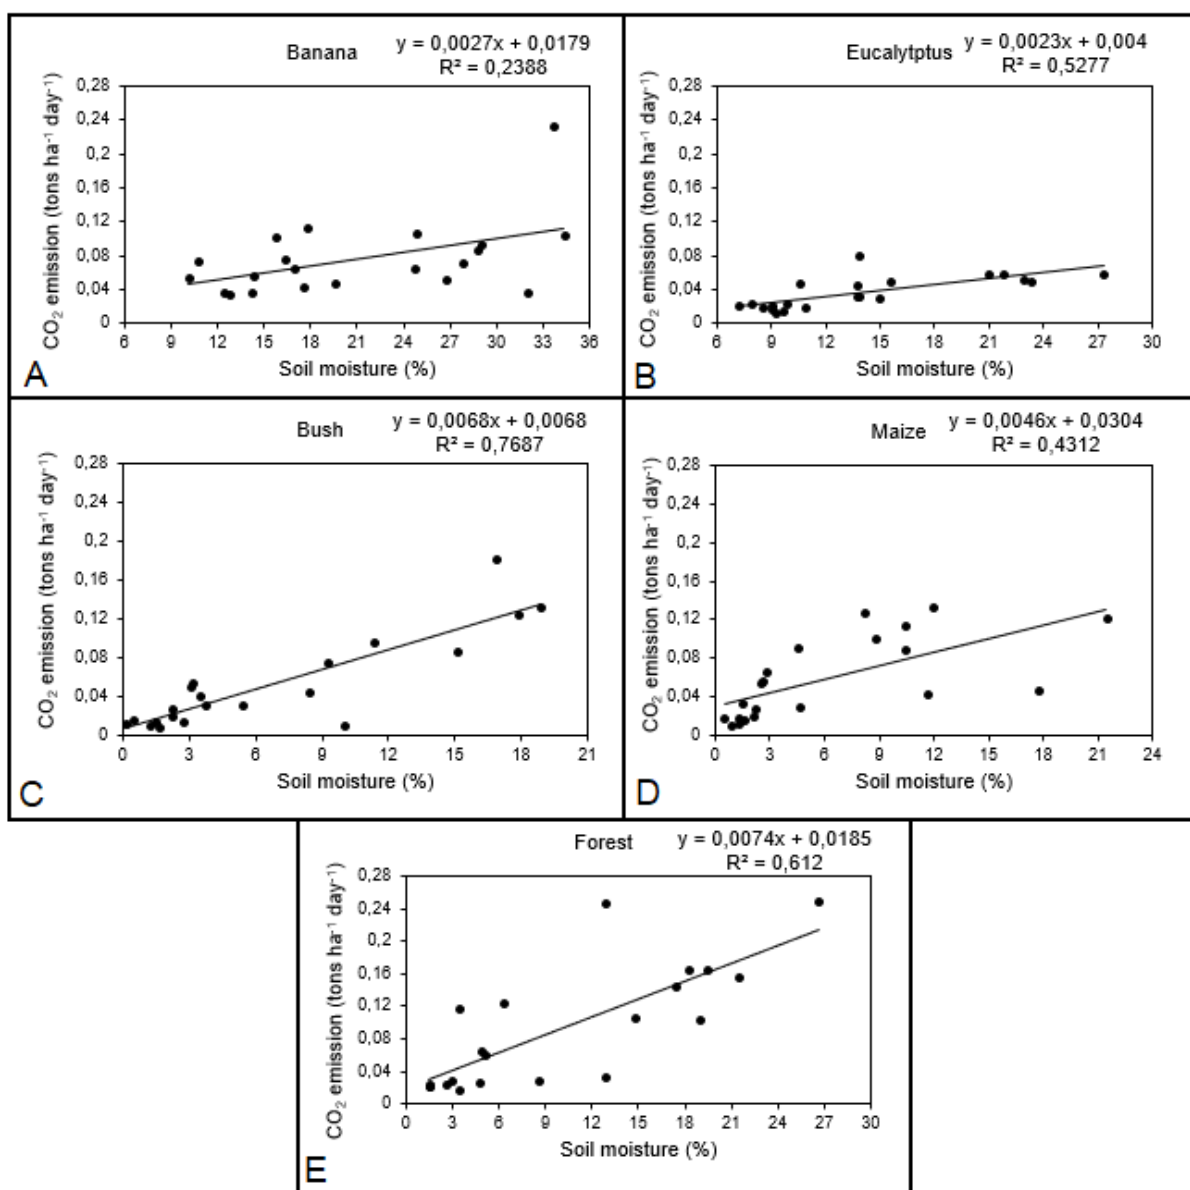 Banana
y = 0,0027x + 0,0179
R² = 0,2388
CO₂ emission (tons ha⁻¹ day⁻¹)
0,28
0,24
0,2
0,16
0,12
0,08
0,04
0
6 9 12 15 18 21 24 27 30 33 36
Soil moisture (%)
A
Eucalytptus
y = 0,0023x + 0,004
R² = 0,5277
CO₂ emission (tons ha⁻¹ day⁻¹)
0,28
0,24
0,2
0,16
0,12
0,08
0,04
0
6 9 12 15 18 21 24 27 30
Soil moisture (%)
B
Bush
y = 0,0068x + 0,0068
R² = 0,7687
CO₂ emission (tons ha⁻¹ day⁻¹)
0,28
0,24
0,2
0,16
0,12
0,08
0,04
0
0 3 6 9 12 15 18 21
Soil moisture (%)
C
Maize
y = 0,0046x + 0,0304
R² = 0,4312
CO₂ emission (tons ha⁻¹ day⁻¹)
0,28
0,24
0,2
0,16
0,12
0,08
0,04
0
0 3 6 9 12 15 18 21 24
Soil moisture (%)
D
Forest
y = 0,0074x + 0,0185
R² = 0,612
CO₂ emission (tons ha⁻¹ day⁻¹)
0,28
0,24
0,2
0,16
0,12
0,08
0,04
0
0 3 6 9 12 15 18 21 24 27 30
Soil moisture (%)
E